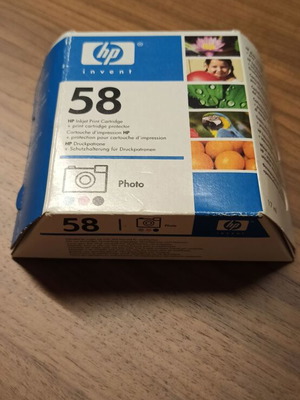 hp
invent
58
HP Inkjet Print Cartridge
+ print cartridge protector
Cartouche d'impression HP
+ protection pour cartouche d'impression
HP Druckpatrone
+ Schutzhalterung für Druckpatronen
Photo
58
Photo
hp
invent